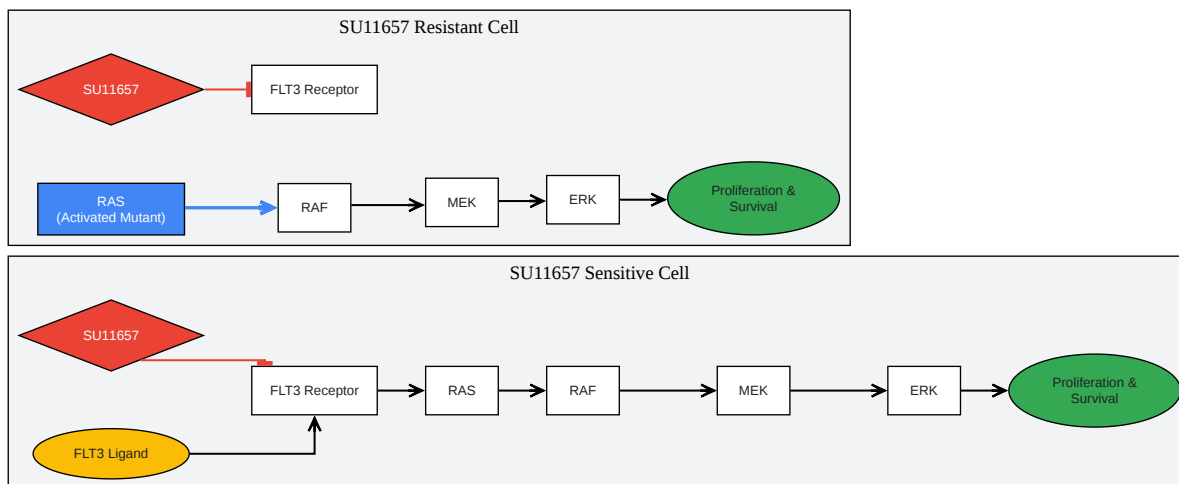 SU11657 Resistant Cell
SU11657
FLT3 Receptor
RAS
(Activated Mutant)
RAF
MEK
ERK
Proliferation &
Survival
SU11657 Sensitive Cell
SU11657
FLT3 Receptor
RAS
RAF
MEK
ERK
Proliferation &
Survival
FLT3 Ligand